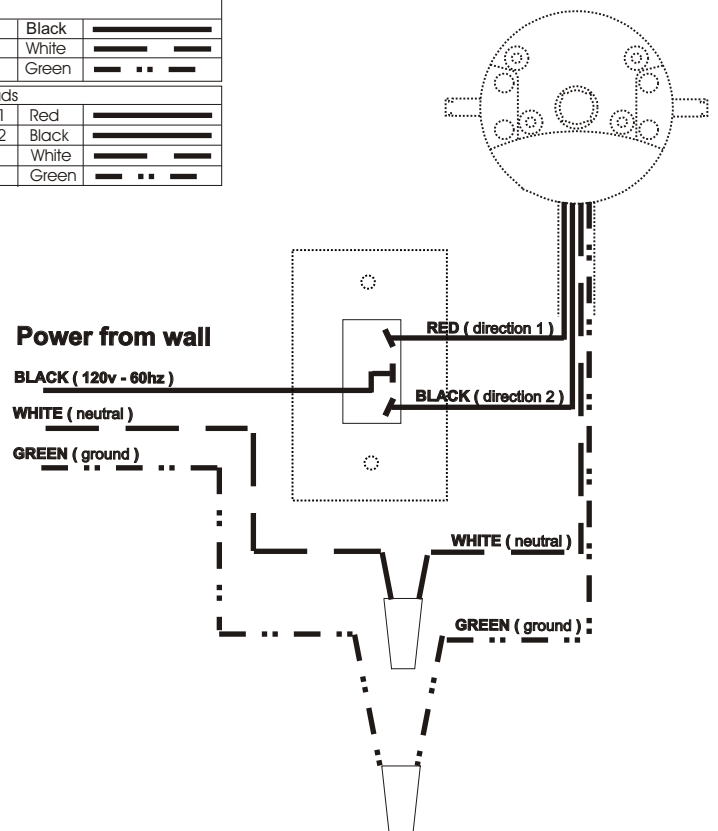 Black
White
Green
1 Red
2 Black
White
Green
Power from wall
BLACK ( 120v - 60hz )
WHITE ( neutral )
GREEN ( ground )
RED ( direction 1 )
BLACK ( direction 2 )
WHITE ( neutral )
GREEN ( ground )